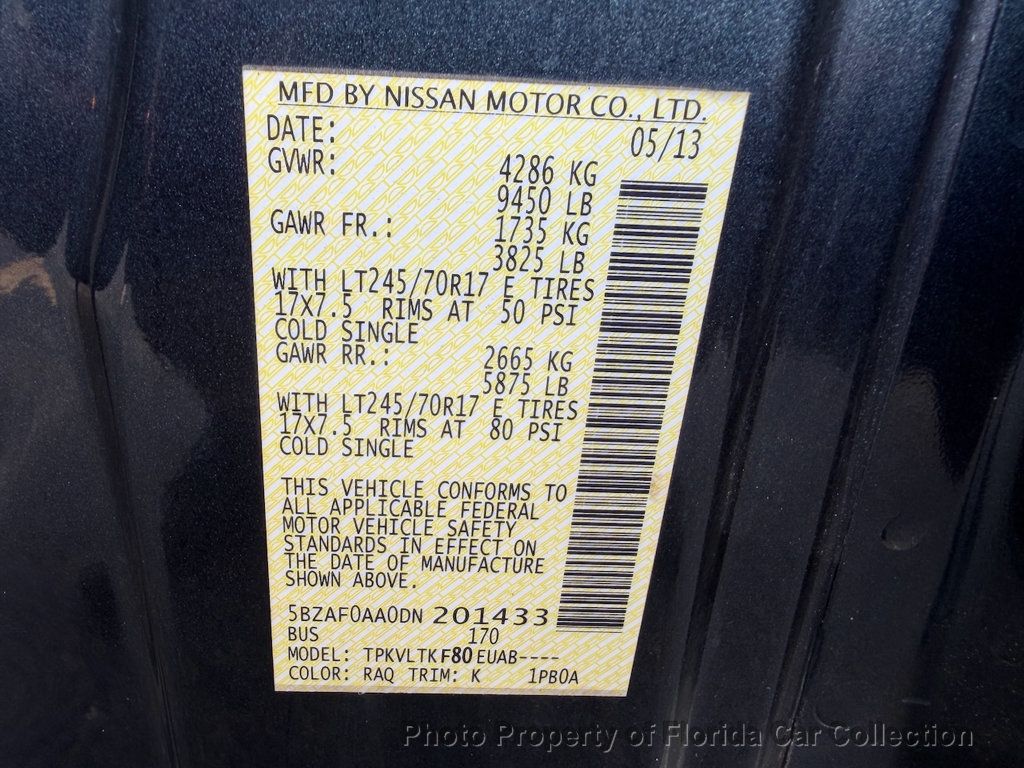 MFD BY NISSAN MOTOR CO., LTD.
DATE: 05/13
GVWR: 4286 KG
9450 LB
GAWR FR.: 1735 KG
3825 LB
WITH LT245/70R17 E TIRES
17X7.5 RIMS AT 50 PSI
COLD SINGLE
GAWR RR.: 2665 KG
5875 LB
WITH LT245/70R17 E TIRES
17X7.5 RIMS AT 80 PSI
COLD SINGLE
THIS VEHICLE CONFORMS TO
ALL APPLICABLE FEDERAL
MOTOR VEHICLE SAFETY
STANDARDS IN EFFECT ON
THE DATE OF MANUFACTURE
SHOWN ABOVE.
5BZAF0AA0DN 201433
BUS 170
MODEL: TPKVLTKF80EUAB----
COLOR: RAQ TRIM: K 1PB0A
Photo Property of Florida Car Collection